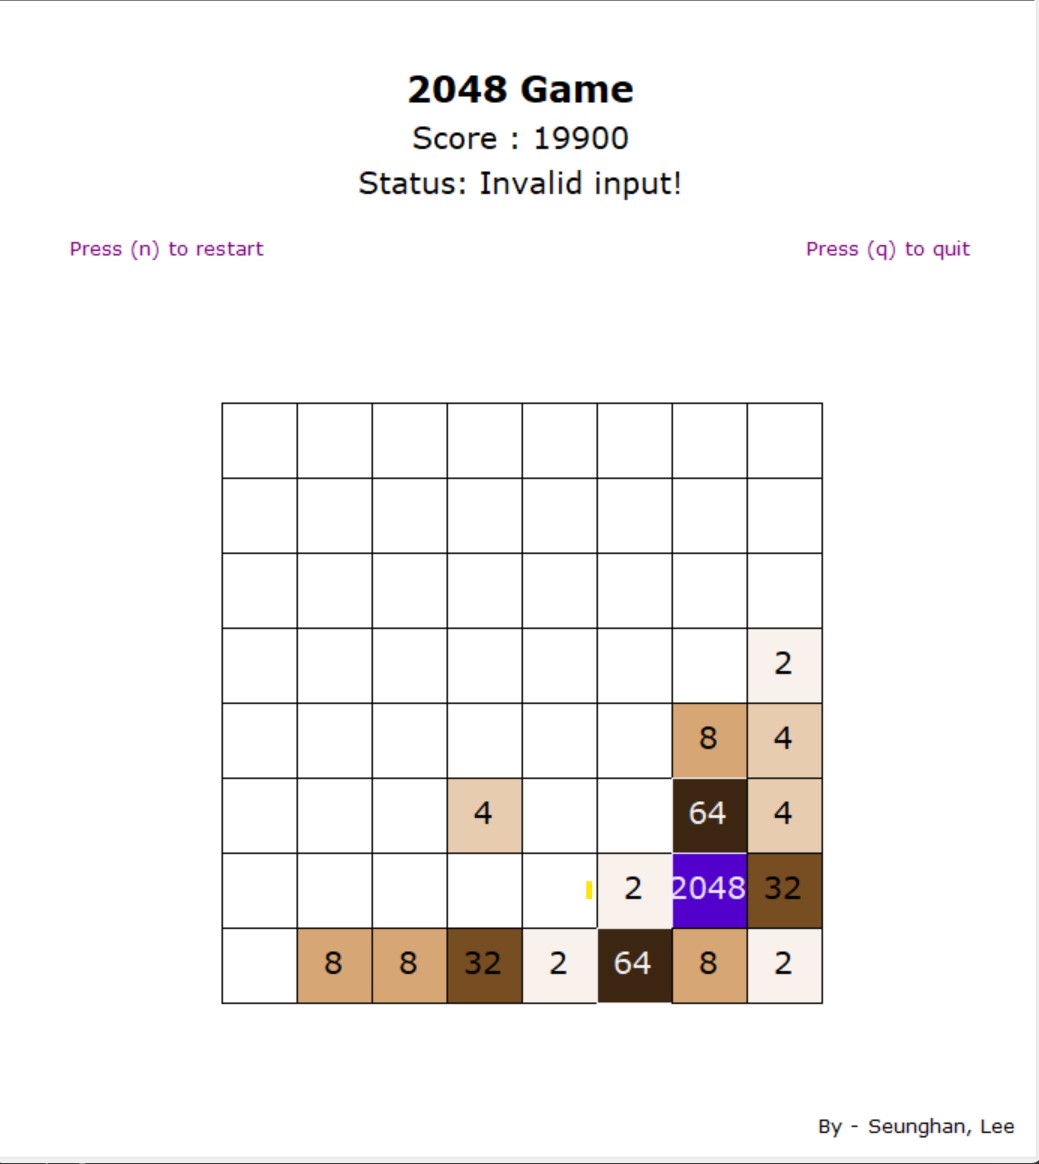 2048 Game
Score : 19900
Status: Invalid input!
Press (n) to restart Press (q) to quit
2
8 4
4 64 4
2 2048 32
8 8 32 2 64 8 2
By - Seunghan, Lee